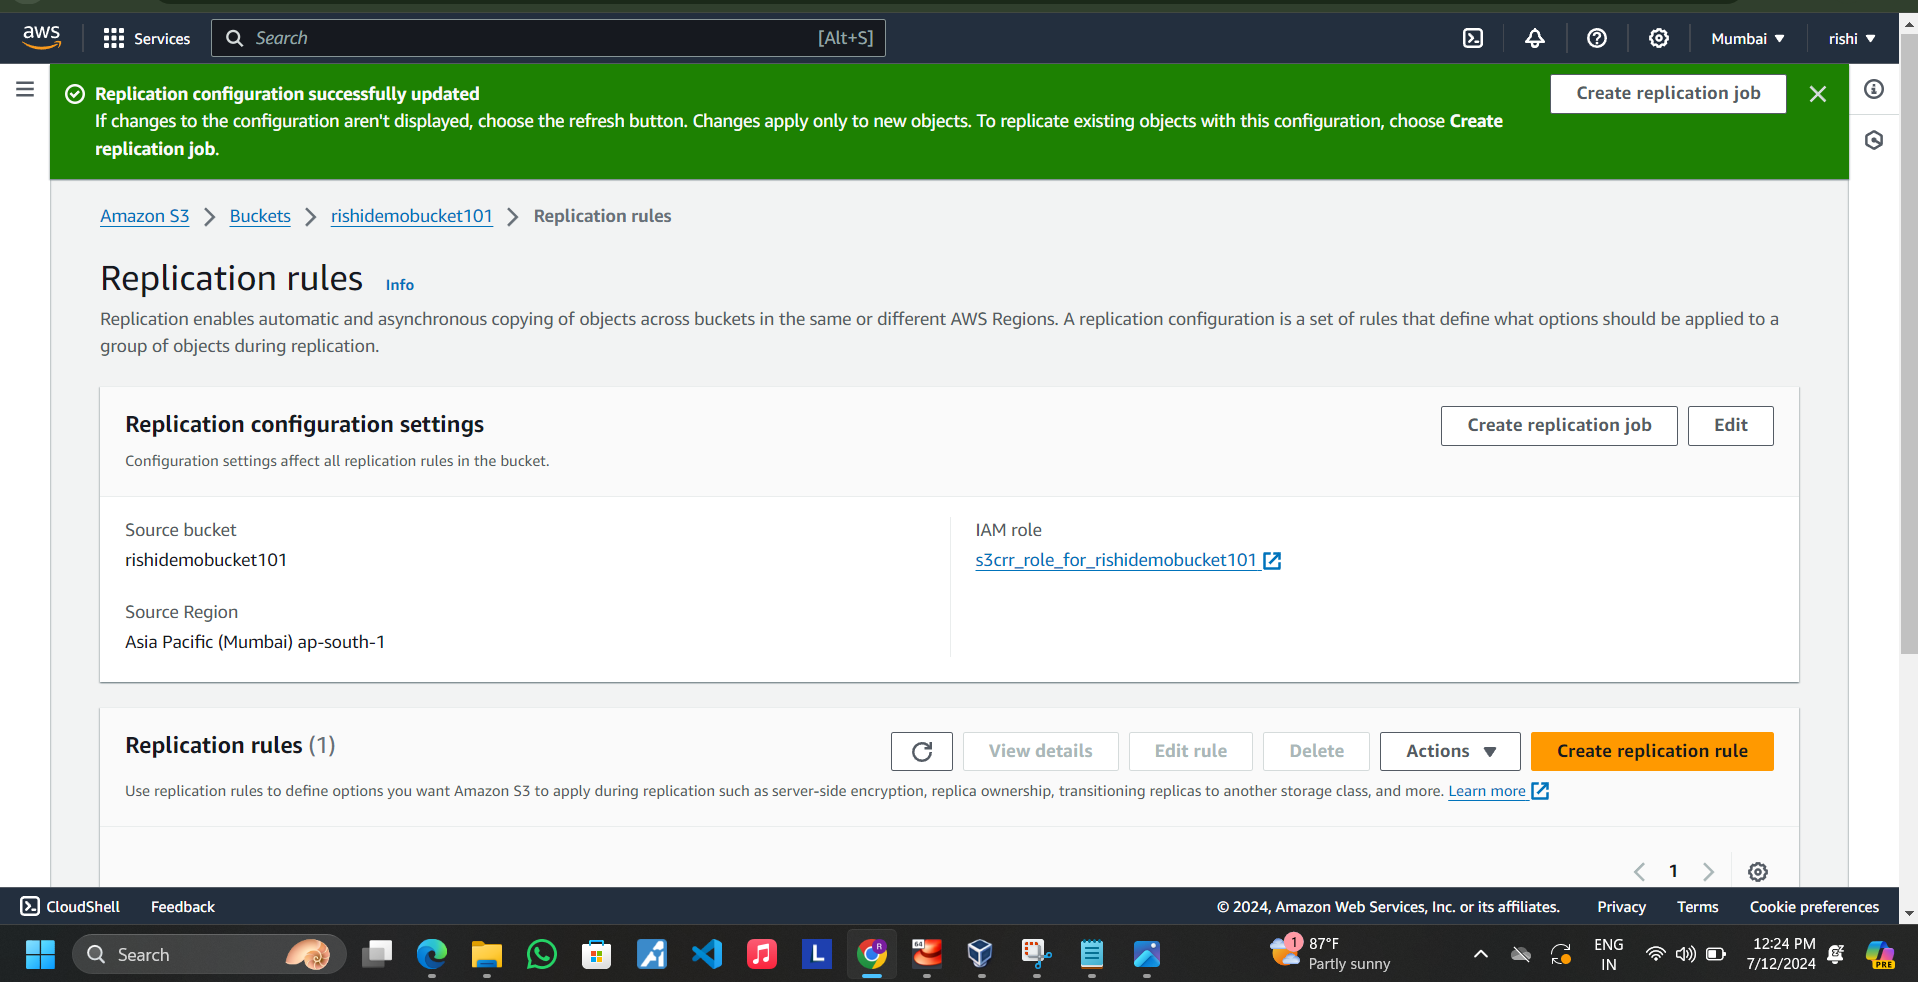 aws
Services
Search
[Alt+S]
Mumbai ▼
rishi ▼
Replication configuration successfully updated
If changes to the configuration aren't displayed, choose the refresh button. Changes apply only to new objects. To replicate existing objects with this configuration, choose Create
replication job.
Create replication job
Amazon S3
Buckets
rishidemobucket101
Replication rules
Replication rules
Info
Replication enables automatic and asynchronous copying of objects across buckets in the same or different AWS Regions. A replication configuration is a set of rules that define what options should be applied to a
group of objects during replication.
Replication configuration settings
Create replication job
Edit
Configuration settings affect all replication rules in the bucket.
Source bucket
rishidemobucket101
IAM role
s3crr_role_for_rishidemobucket101
Source Region
Asia Pacific (Mumbai) ap-south-1
Replication rules (1)
View details
Edit rule
Delete
Actions ▼
Create replication rule
Use replication rules to define options you want Amazon S3 to apply during replication such as server-side encryption, replica ownership, transitioning replicas to another storage class, and more. Learn more
1
CloudShell
Feedback
© 2024, Amazon Web Services, Inc. or its affiliates.
Privacy
Terms
Cookie preferences
Search
L
R
64
1
87°F
Partly sunny
ENG
IN
12:24 PM
7/12/2024
PRE